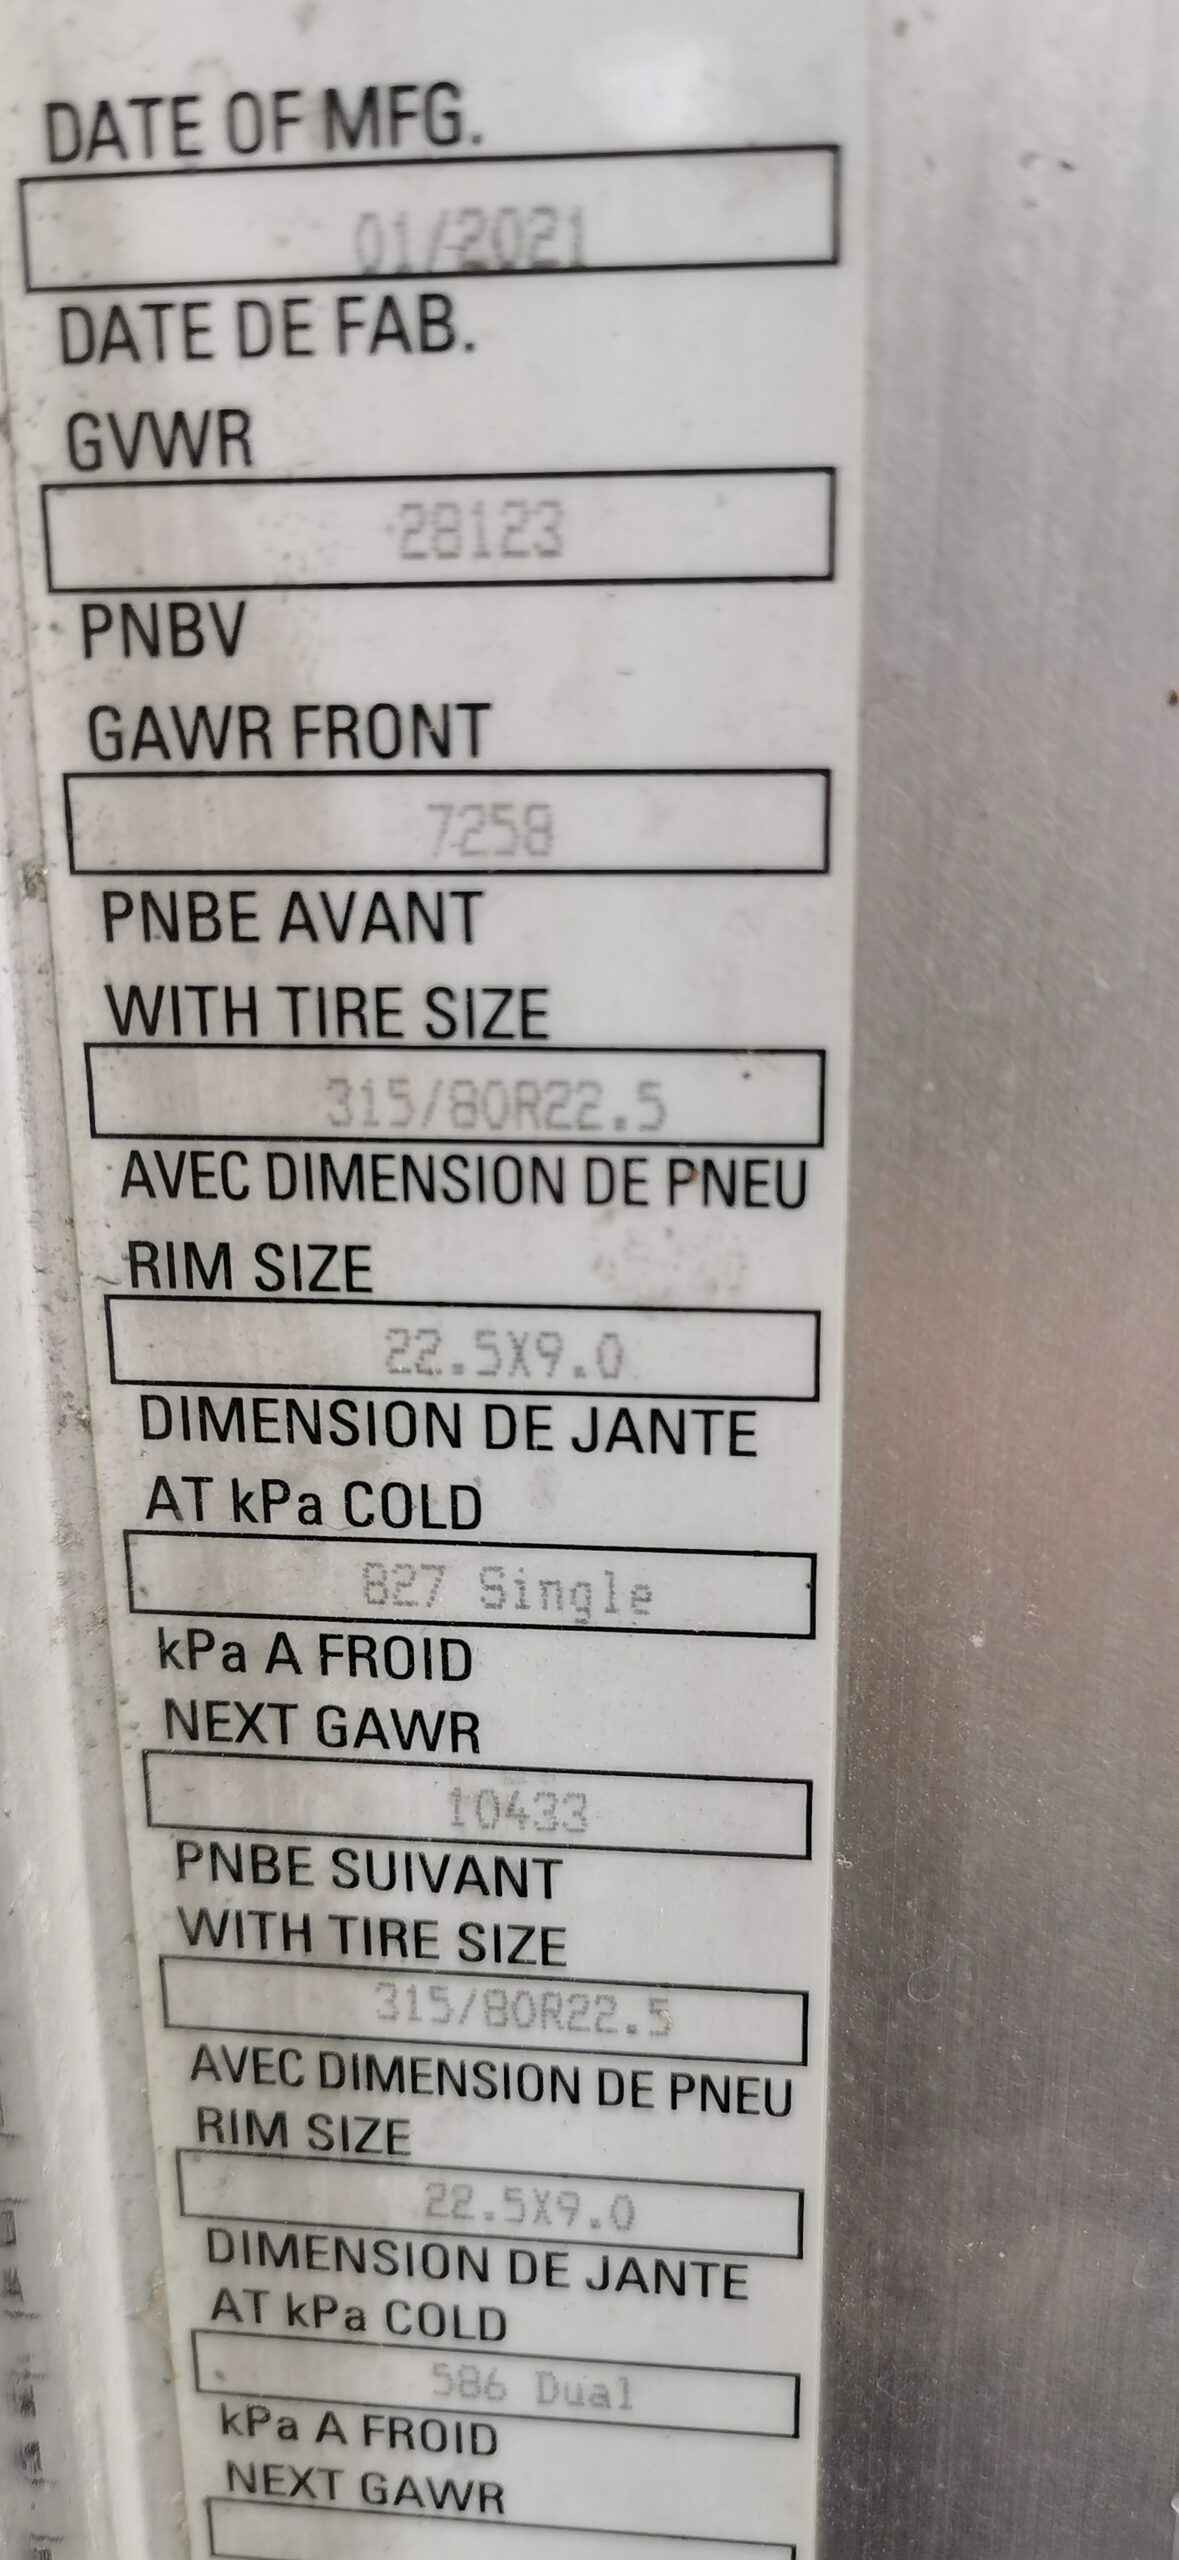 DATE OF MFG.
01/2021
DATE DE FAB.
GVWR
28123
PNBV
GAWR FRONT
7258
PNBE AVANT
WITH TIRE SIZE
315/80R22.5
AVEC DIMENSION DE PNEU
RIM SIZE
22.5X9.0
DIMENSION DE JANTE
AT kPa COLD
827 Single
kPa A FROID
NEXT GAWR
10433
PNBE SUIVANT
WITH TIRE SIZE
315/80R22.5
AVEC DIMENSION DE PNEU
RIM SIZE
22.5X9.0
DIMENSION DE JANTE
AT kPa COLD
586 Dual
kPa A FROID
NEXT GAWR